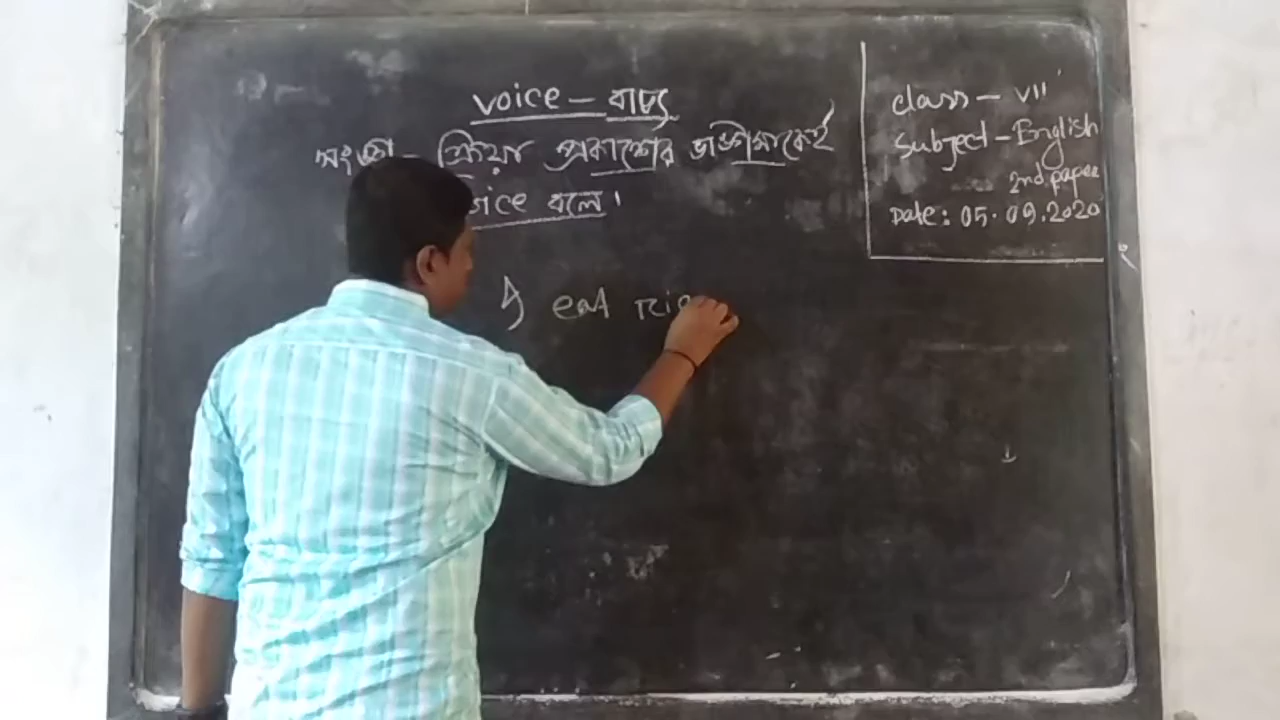 voice – বাচ্য
সংজ্ঞা – ক্রিয়া প্রকাশের ভঙ্গিমাকেই
voice বলে।
I eat ric
class – VII
Subject – English
2nd paper
Date: 05.09.2020